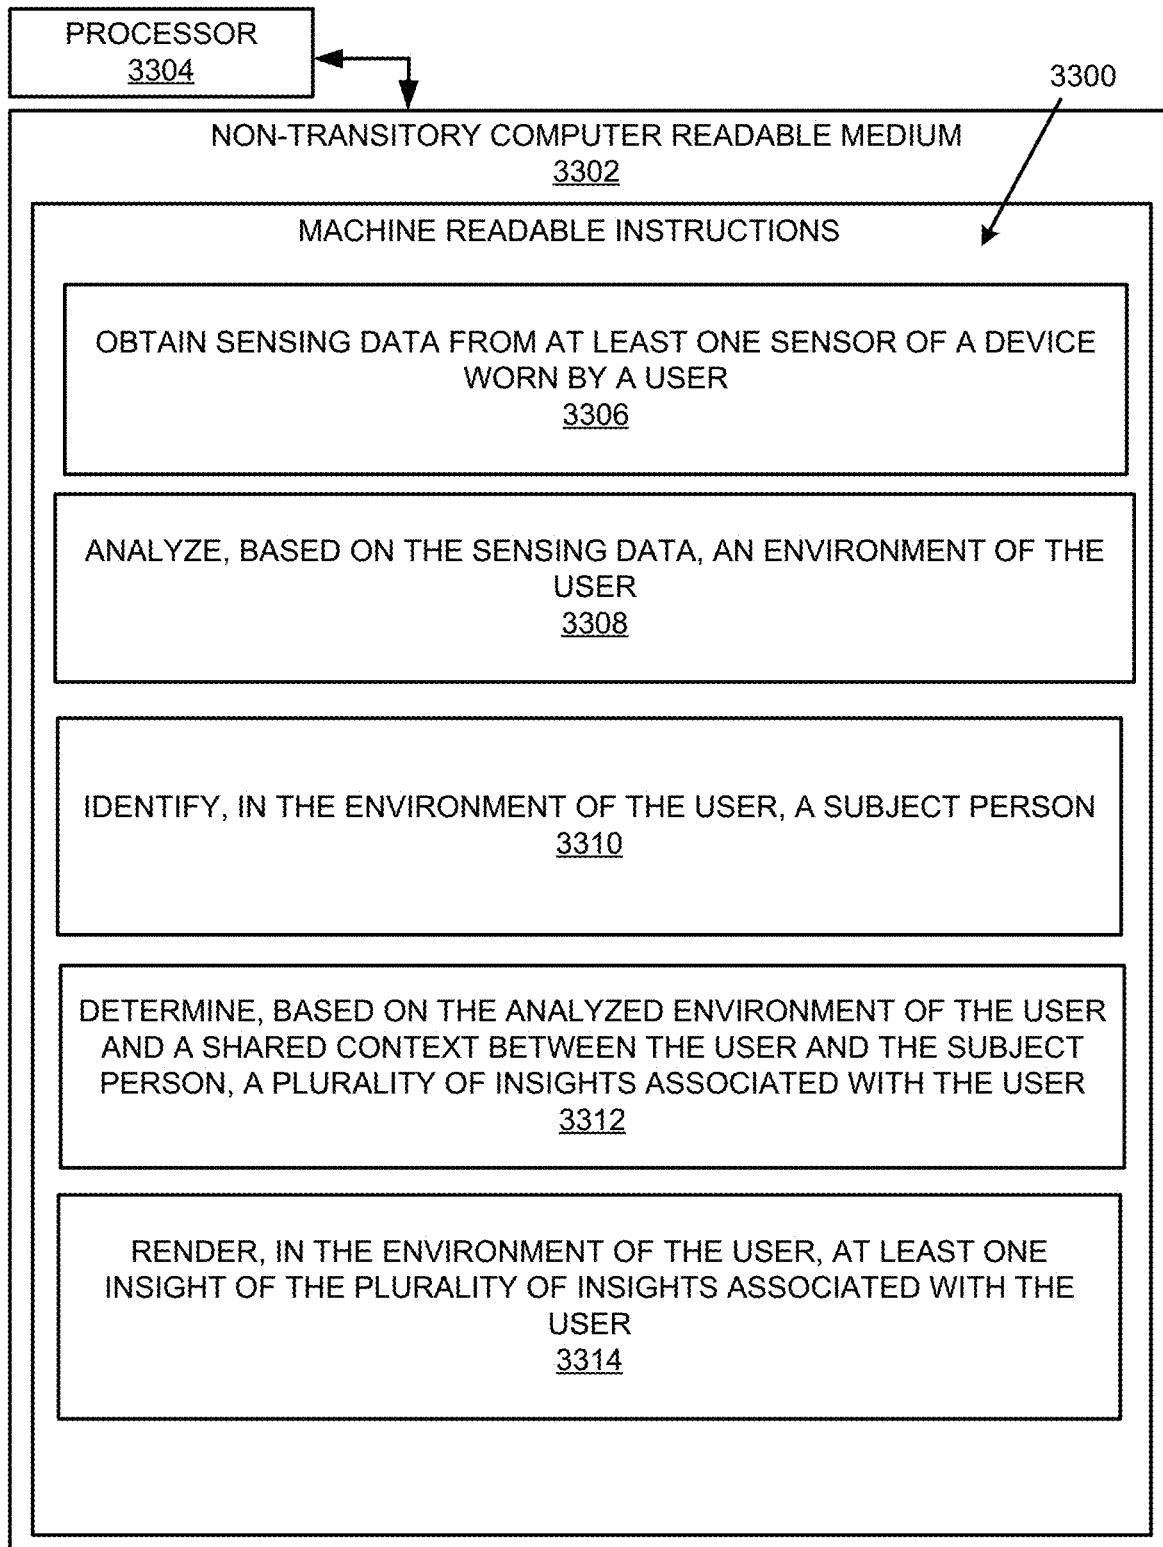 PROCESSOR
3304
3300
NON-TRANSITORY COMPUTER READABLE MEDIUM
3302
MACHINE READABLE INSTRUCTIONS
OBTAIN SENSING DATA FROM AT LEAST ONE SENSOR OF A DEVICE
WORN BY A USER
3306
ANALYZE, BASED ON THE SENSING DATA, AN ENVIRONMENT OF THE
USER
3308
IDENTIFY, IN THE ENVIRONMENT OF THE USER, A SUBJECT PERSON
3310
DETERMINE, BASED ON THE ANALYZED ENVIRONMENT OF THE USER
AND A SHARED CONTEXT BETWEEN THE USER AND THE SUBJECT
PERSON, A PLURALITY OF INSIGHTS ASSOCIATED WITH THE USER
3312
RENDER, IN THE ENVIRONMENT OF THE USER, AT LEAST ONE
INSIGHT OF THE PLURALITY OF INSIGHTS ASSOCIATED WITH THE
USER
3314